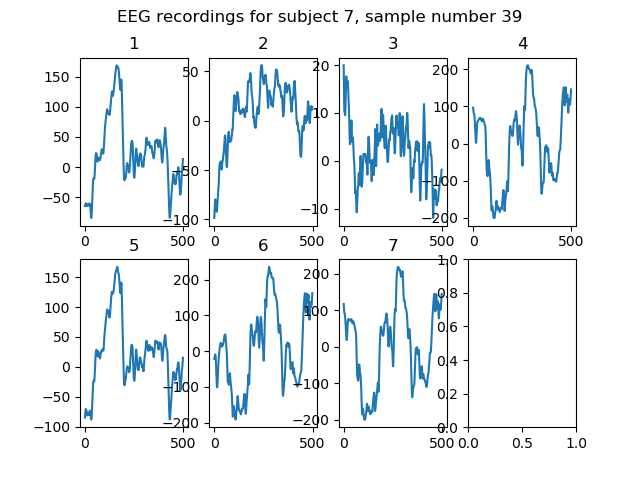 EEG recordings for subject 7, sample number 39
1 2 3 4
150 100 50 0 −50
50 0 −50 −100
20 10 0 −10
200 100 0 −100 −200
0 500 0 500 0 500 0 500
5 6 7
150 100 50 0 −50 −100
200 100 0 −100 −200
200 100 0 −100 −200
1.0 0.8 0.6 0.4 0.2 0.0
0 500 0 500 0 500 0.0 0.5 1.0